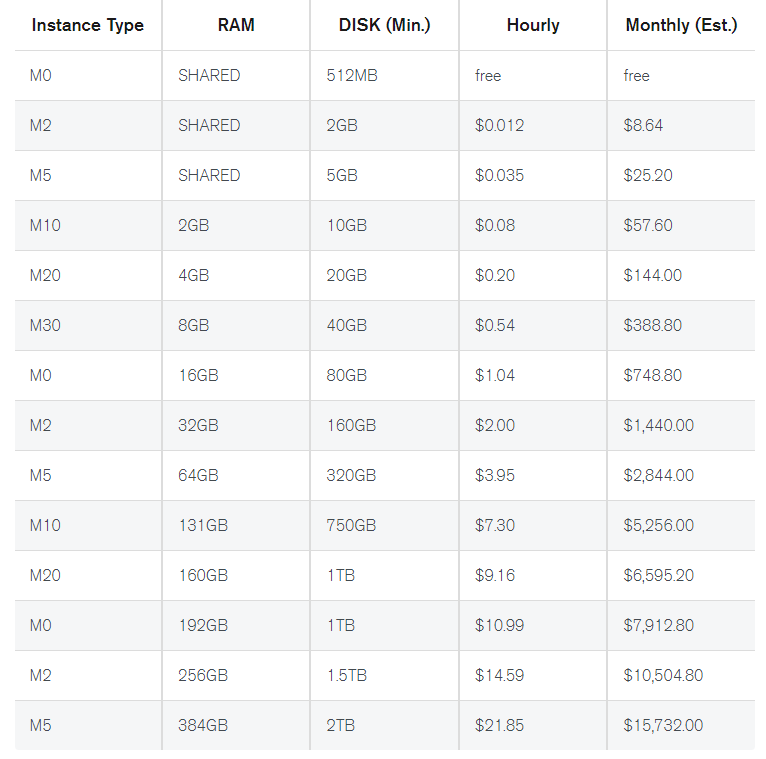 Instance Type RAM DISK (Min.) Hourly Monthly (Est.)
M0 SHARED 512MB free free
M2 SHARED 2GB $0.012 $8.64
M5 SHARED 5GB $0.035 $25.20
M10 2GB 10GB $0.08 $57.60
M20 4GB 20GB $0.20 $144.00
M30 8GB 40GB $0.54 $388.80
M0 16GB 80GB $1.04 $748.80
M2 32GB 160GB $2.00 $1,440.00
M5 64GB 320GB $3.95 $2,844.00
M10 131GB 750GB $7.30 $5,256.00
M20 160GB 1TB $9.16 $6,595.20
M0 192GB 1TB $10.99 $7,912.80
M2 256GB 1.5TB $14.59 $10,504.80
M5 384GB 2TB $21.85 $15,732.00